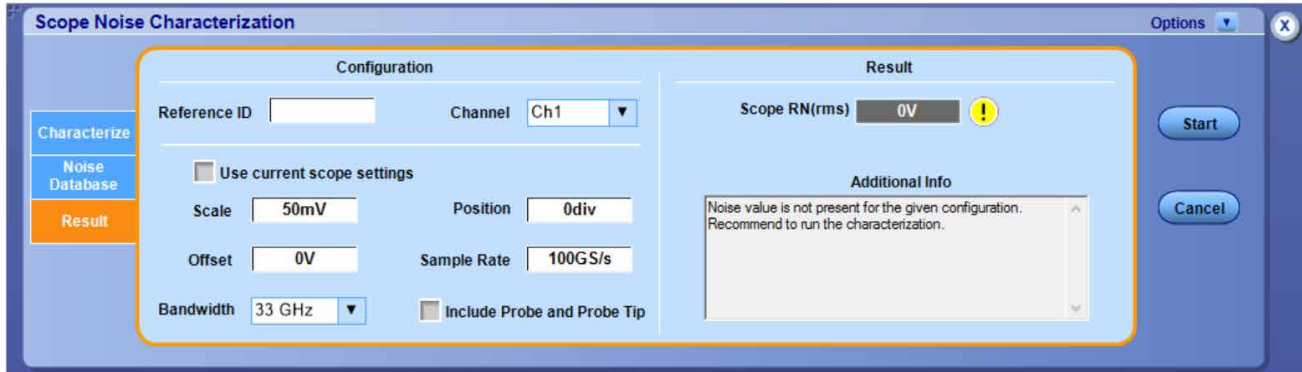 Scope Noise Characterization
Options
X
Characterize
Noise
Database
Result
Configuration
Reference ID
Channel Ch1
Use current scope settings
Scale 50mV
Position 0div
Offset 0V
Sample Rate 100GS/s
Bandwidth 33 GHz
Include Probe and Probe Tip
Result
Scope RN(rms) 0V !
Additional Info
Noise value is not present for the given configuration.
Recommend to run the characterization.
Start
Cancel